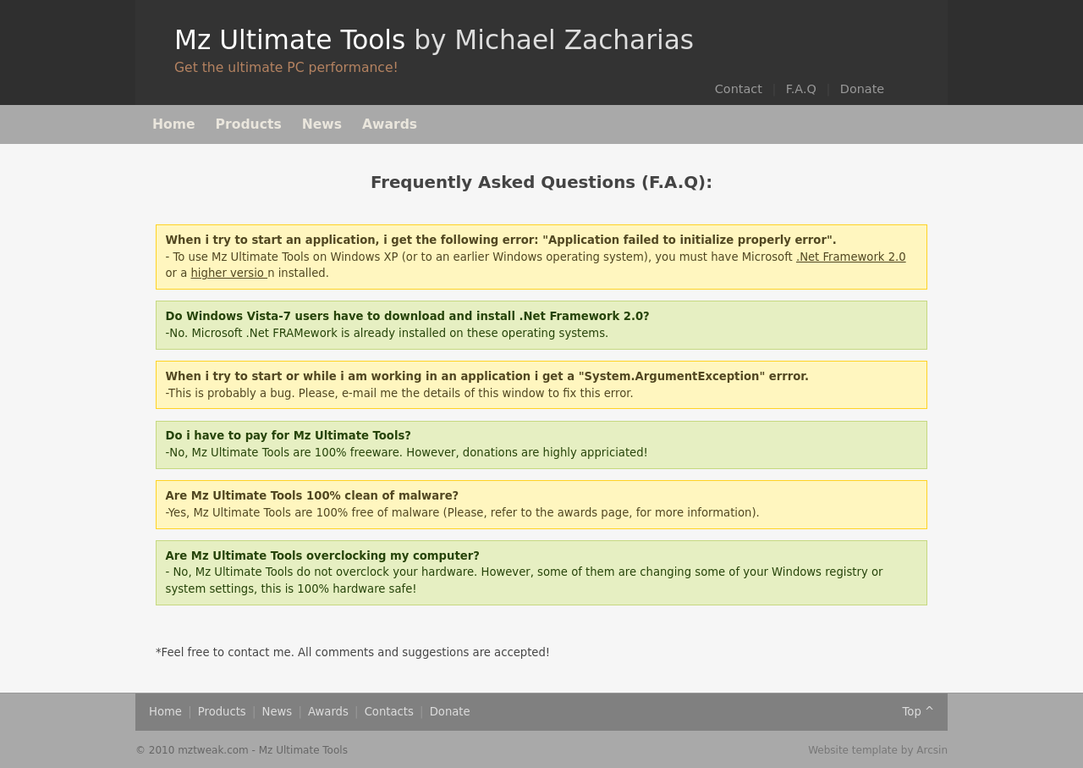 Mz Ultimate Tools by Michael Zacharias
Get the ultimate PC performance!
Contact | F.A.Q | Donate
Home Products News Awards
Frequently Asked Questions (F.A.Q):
When i try to start an application, i get the following error: "Application failed to initialize properly error".
- To use Mz Ultimate Tools on Windows XP (or to an earlier Windows operating system), you must have Microsoft .Net Framework 2.0
or a higher versio n installed.
Do Windows Vista-7 users have to download and install .Net Framework 2.0?
-No. Microsoft .Net FRAMework is already installed on these operating systems.
When i try to start or while i am working in an application i get a "System.ArgumentException" errror.
-This is probably a bug. Please, e-mail me the details of this window to fix this error.
Do i have to pay for Mz Ultimate Tools?
-No, Mz Ultimate Tools are 100% freeware. However, donations are highly appriciated!
Are Mz Ultimate Tools 100% clean of malware?
-Yes, Mz Ultimate Tools are 100% free of malware (Please, refer to the awards page, for more information).
Are Mz Ultimate Tools overclocking my computer?
- No, Mz Ultimate Tools do not overclock your hardware. However, some of them are changing some of your Windows registry or
system settings, this is 100% hardware safe!
*Feel free to contact me. All comments and suggestions are accepted!
Home | Products | News | Awards | Contacts | Donate Top ^
© 2010 mztweak.com - Mz Ultimate Tools Website template by Arcsin